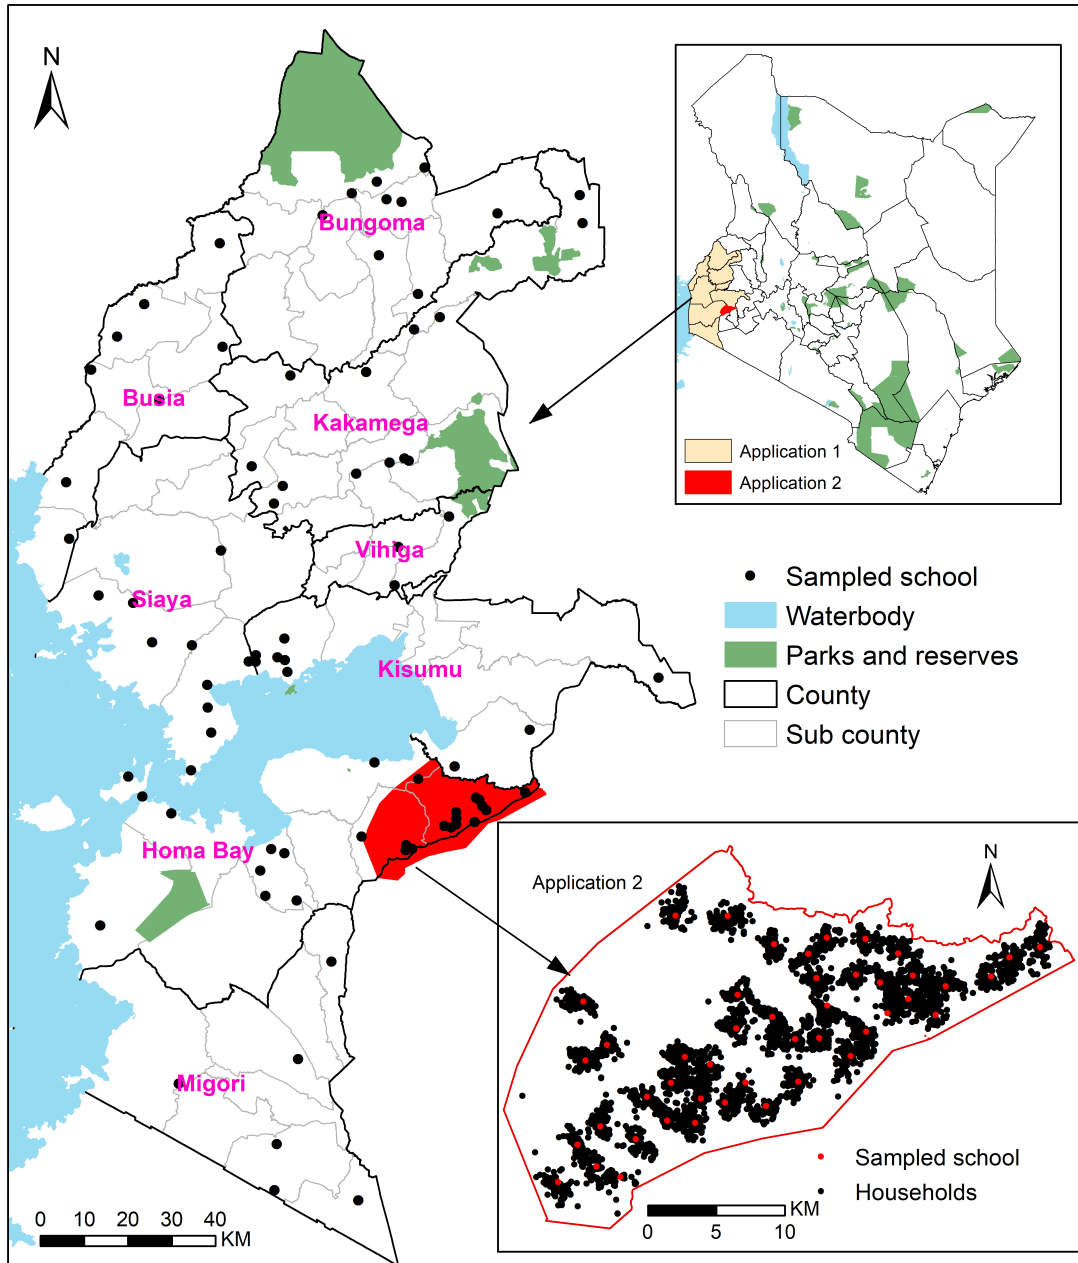 N
Bungoma
Busia
Kakamega
Vihiga
Siaya
Kisumu
Homa Bay
Migori
0 10 20 30 40 KM
Application 1
Application 2
Sampled school
Waterbody
Parks and reserves
County
Sub county
Application 2
N
Sampled school
Households
0 5 10 KM